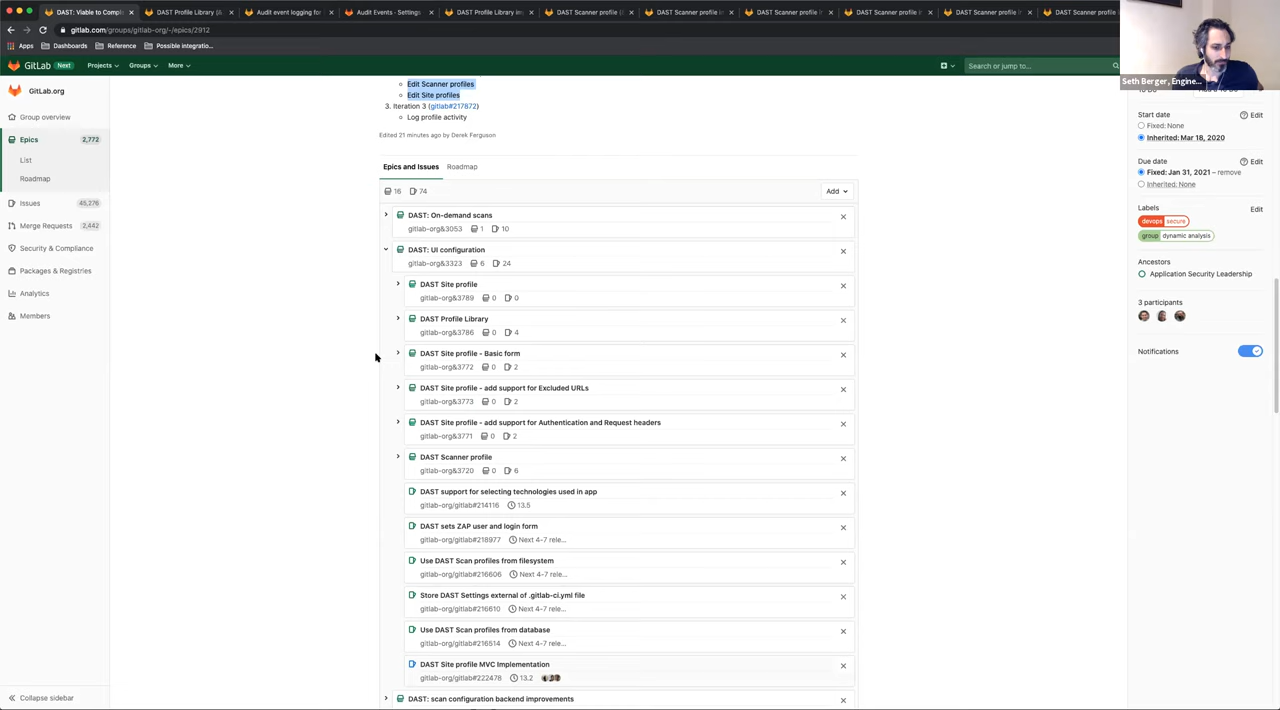 DAST: Viable to Compl
DAST Profile Library (
Audit event logging for
Audit Events · Settings
DAST Profile Library im
DAST Scanner profile (
DAST Scanner profile
DAST Scanner profile i
DAST Scanner profile i
DAST Scanner profile i
DAST Scanner profile
gitlab.com/groups/gitlab-org/-/epics/2912
Apps
Dashboards
Reference
Possible integratio...
GitLab
Next
Projects
Groups
More
Search or jump to...
Seth Berger, Engine...
GitLab.org
Group overview
Epics
2,772
List
Roadmap
Issues
45,276
Merge Requests
2,442
Security & Compliance
Packages & Registries
Analytics
Members
Collapse sidebar
Edit Scanner profiles
Edit Site profiles
3. Iteration 3 (gitlab#217872)
Log profile activity
Edited 21 minutes ago by Derek Ferguson
Epics and Issues
Roadmap
16 74
Add
DAST: On-demand scans
gitlab-org&3053 1 10
DAST: UI configuration
gitlab-org&3323 6 24
DAST Site profile
gitlab-org&3789 0 0
DAST Profile Library
gitlab-org&3786 0 4
DAST Site profile - Basic form
gitlab-org&3772 0 2
DAST Site profile - add support for Excluded URLs
gitlab-org&3773 0 2
DAST Site profile - add support for Authentication and Request headers
gitlab-org&3771 0 2
DAST Scanner profile
gitlab-org&3720 0 6
DAST support for selecting technologies used in app
gitlab-org/gitlab#214116 13.5
DAST sets ZAP user and login form
gitlab-org/gitlab#218977 Next 4-7 rele...
Use DAST Scan profiles from filesystem
gitlab-org/gitlab#216606 Next 4-7 rele...
Store DAST Settings external of .gitlab-ci.yml file
gitlab-org/gitlab#216610 Next 4-7 rele...
Use DAST Scan profiles from database
gitlab-org/gitlab#216514 Next 4-7 rele...
DAST Site profile MVC Implementation
gitlab-org/gitlab#222478 13.2
DAST: scan configuration backend improvements
Start date
Edit
Fixed: None
Inherited: Mar 18, 2020
Due date
Edit
Fixed: Jan 31, 2021 – remove
Inherited: None
Labels
Edit
devops secure
group dynamic analysis
Ancestors
Application Security Leadership
3 participants
Notifications